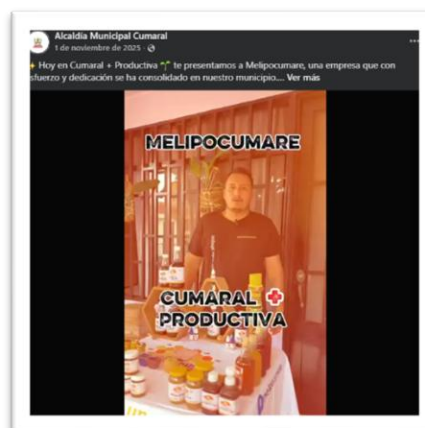 Alcaldía Municipal Cumaral
1 de noviembre de 2025 ·
Hoy en Cumaral + Productiva te presentamos a Melipocumare, una empresa que con
sfuerzo y dedicación se ha consolidado en nuestro municipio.... Ver más
MELIPOCUMARE
CUMARAL
PRODUCTIVA